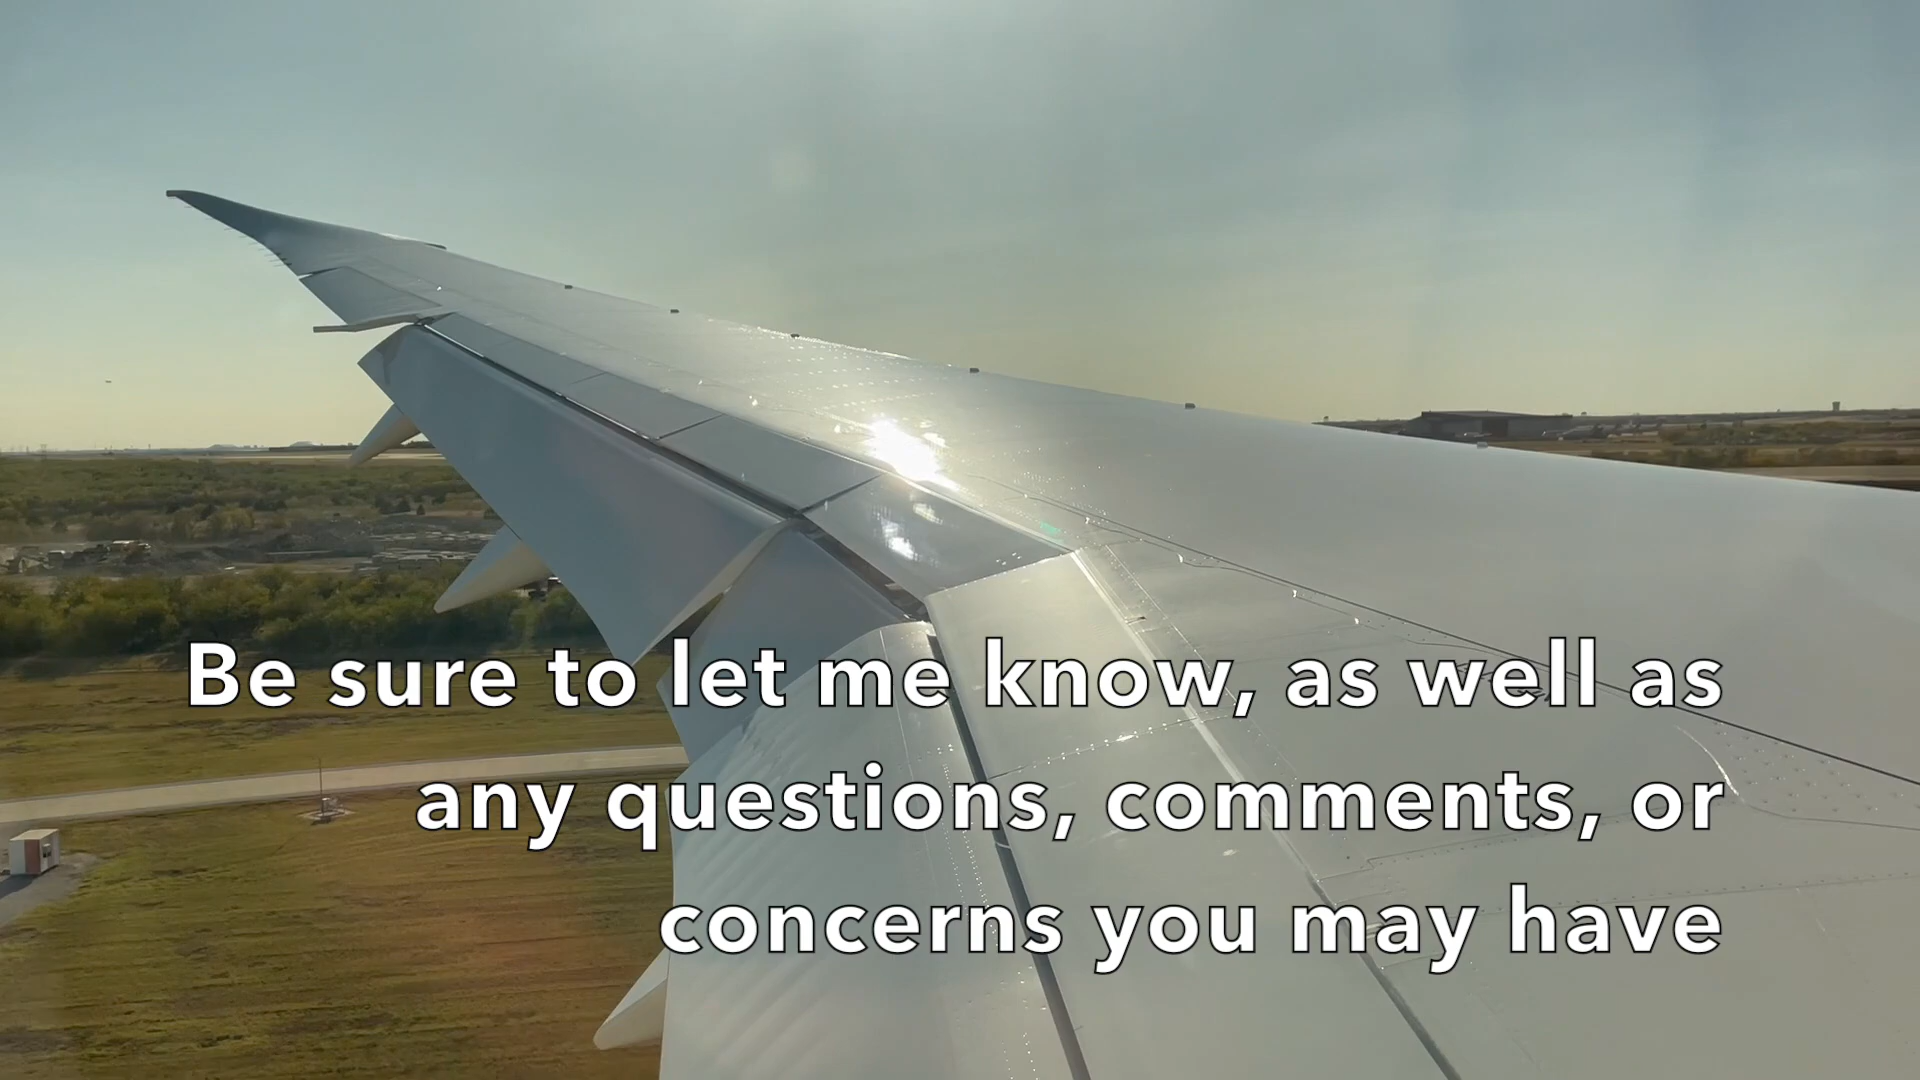 Be sure to let me know, as well as
any questions, comments, or
concerns you may have